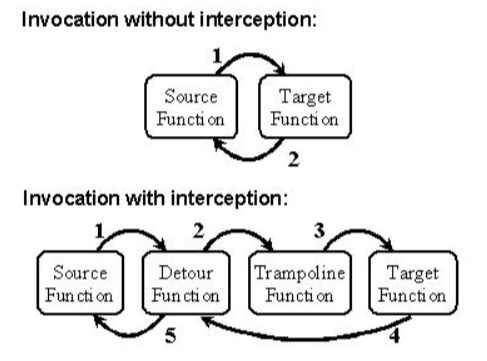 Invocation without interception:
1
Source Target
Function Function
2
Invocation with interception:
1 2 3
Source Detour Trampoline Target
Function Function Function Function
5 4